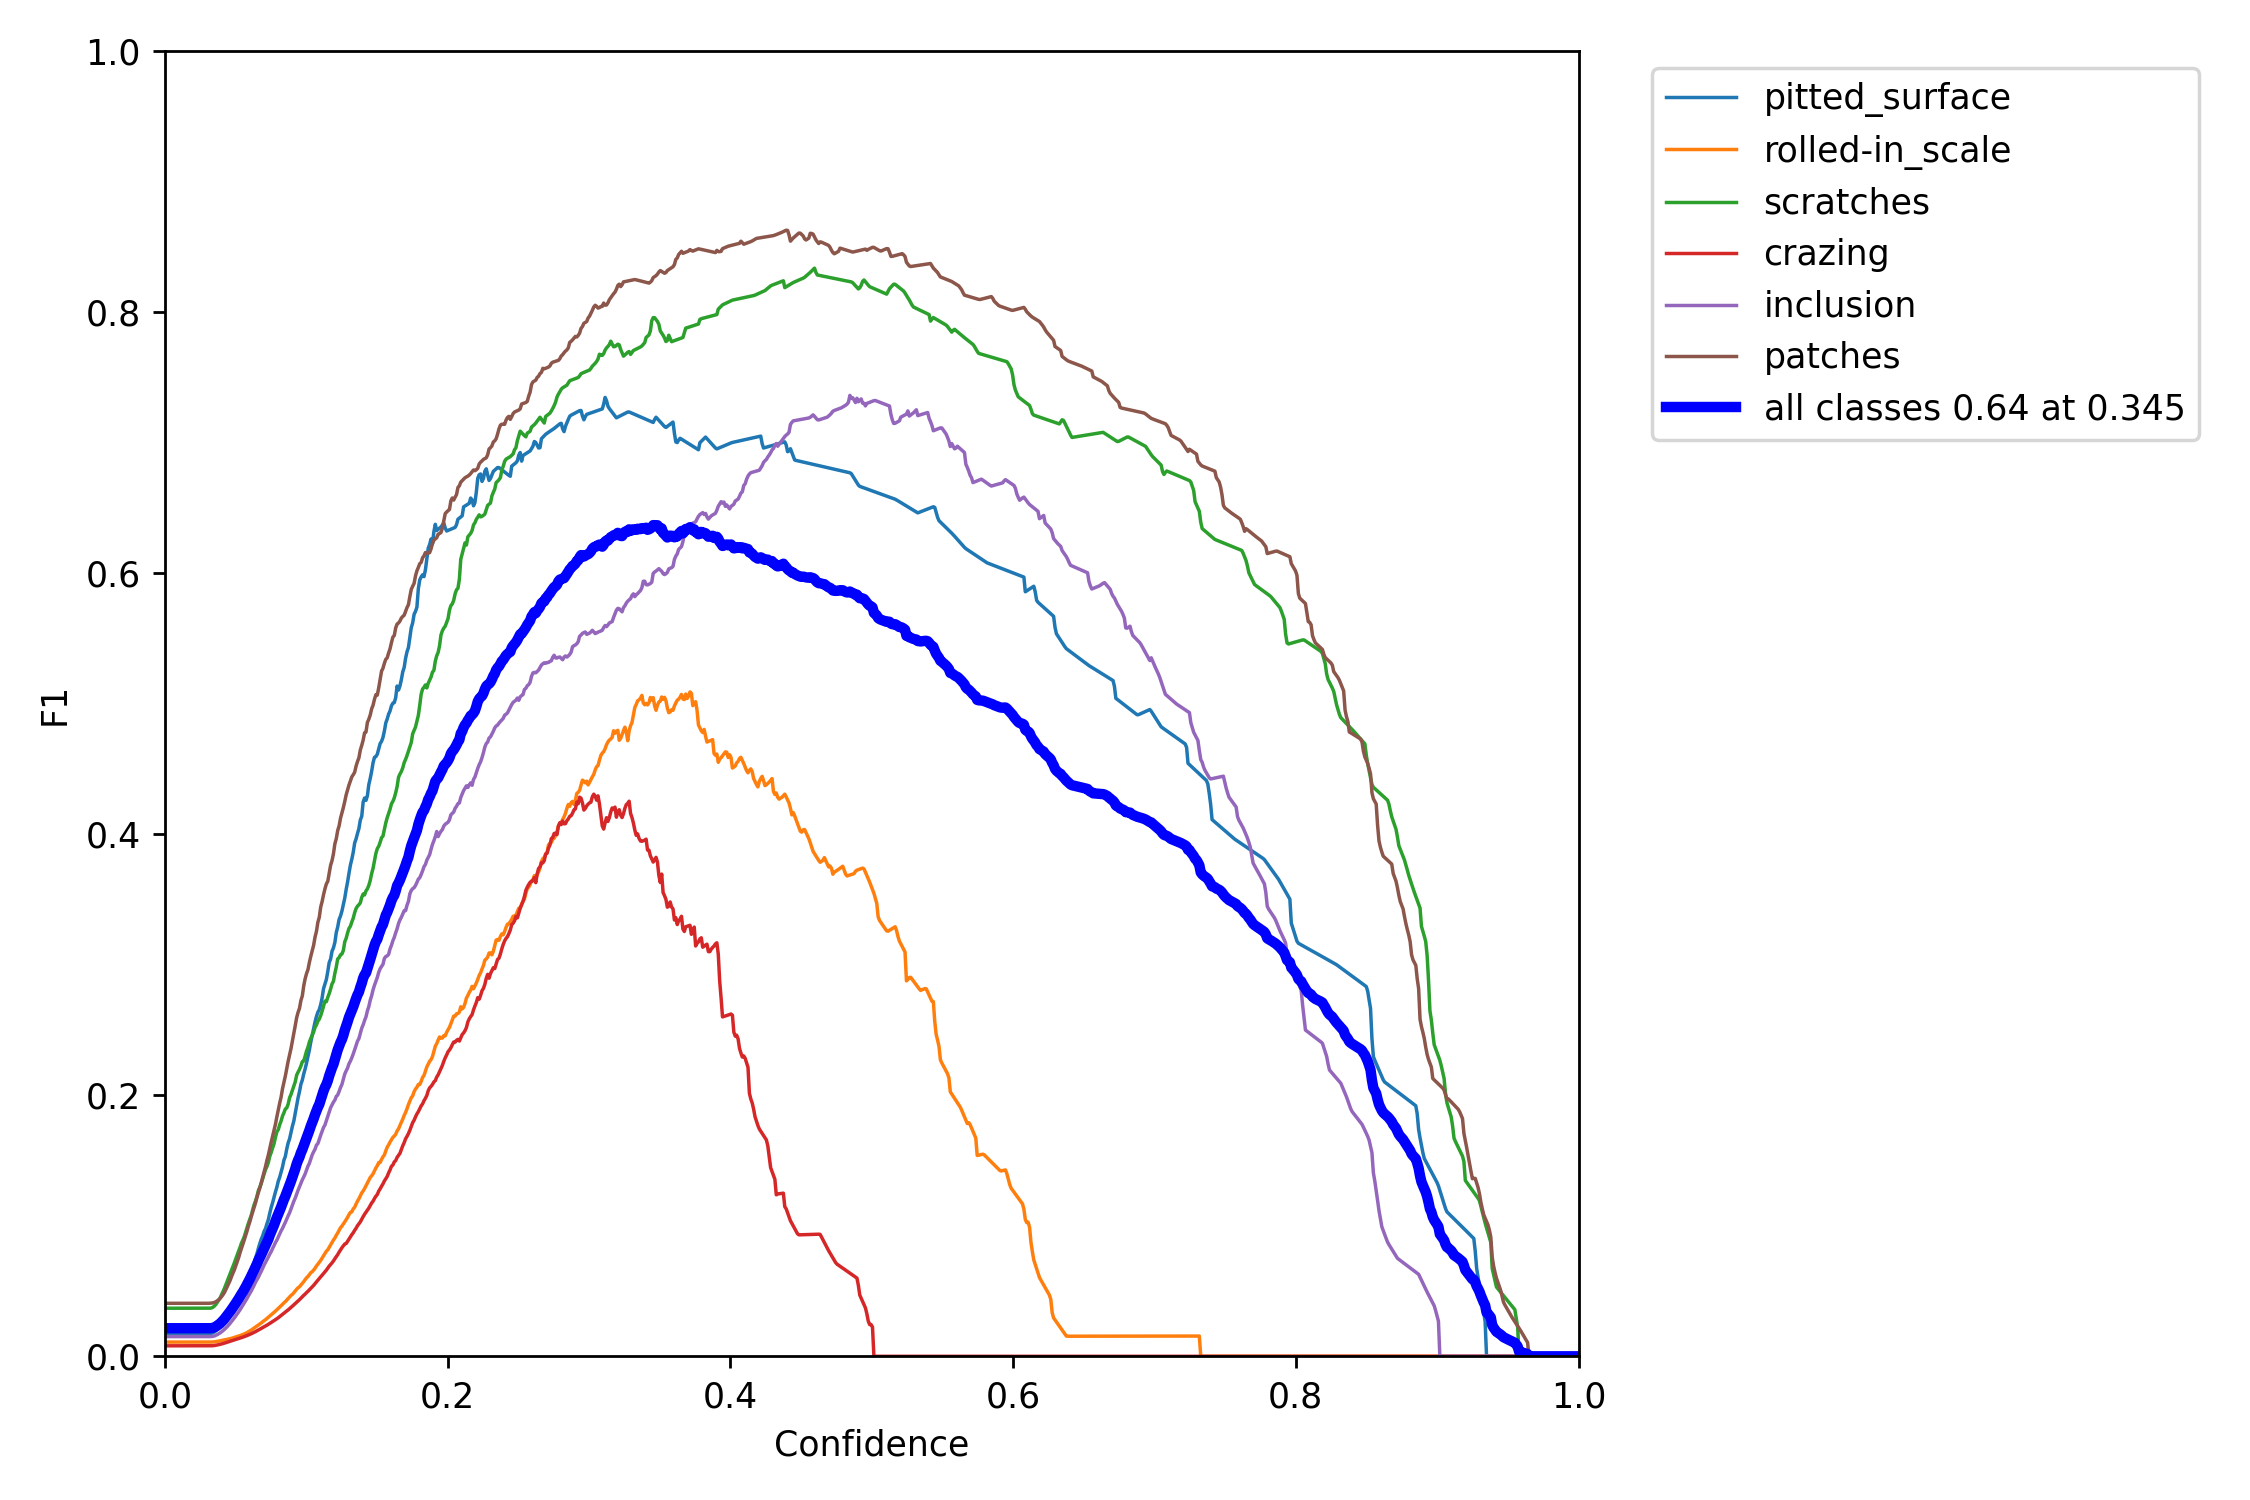 1.0
0.8
0.6
0.4
0.2
0.0
F1
0.0 0.2 0.4 0.6 0.8 1.0
Confidence
pitted_surface
rolled-in_scale
scratches
crazing
inclusion
patches
all classes 0.64 at 0.345